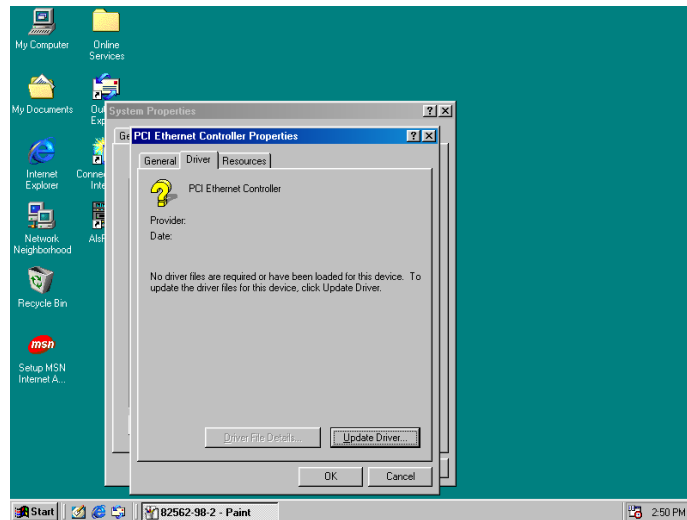 My Computer
Online
Services
My Documents
Internet
Explorer
Network
Neighborhood
Recycle Bin
msn
Setup MSN
Internet A...
System Properties
PCI Ethernet Controller Properties
General
Driver
Resources
PCI Ethernet Controller
Provider:
Date:
No driver files are required or have been loaded for this device. To
update the driver files for this device, click Update Driver.
Driver File Details...
Update Driver...
OK
Cancel
Start
82562-98-2 - Paint
2:50 PM